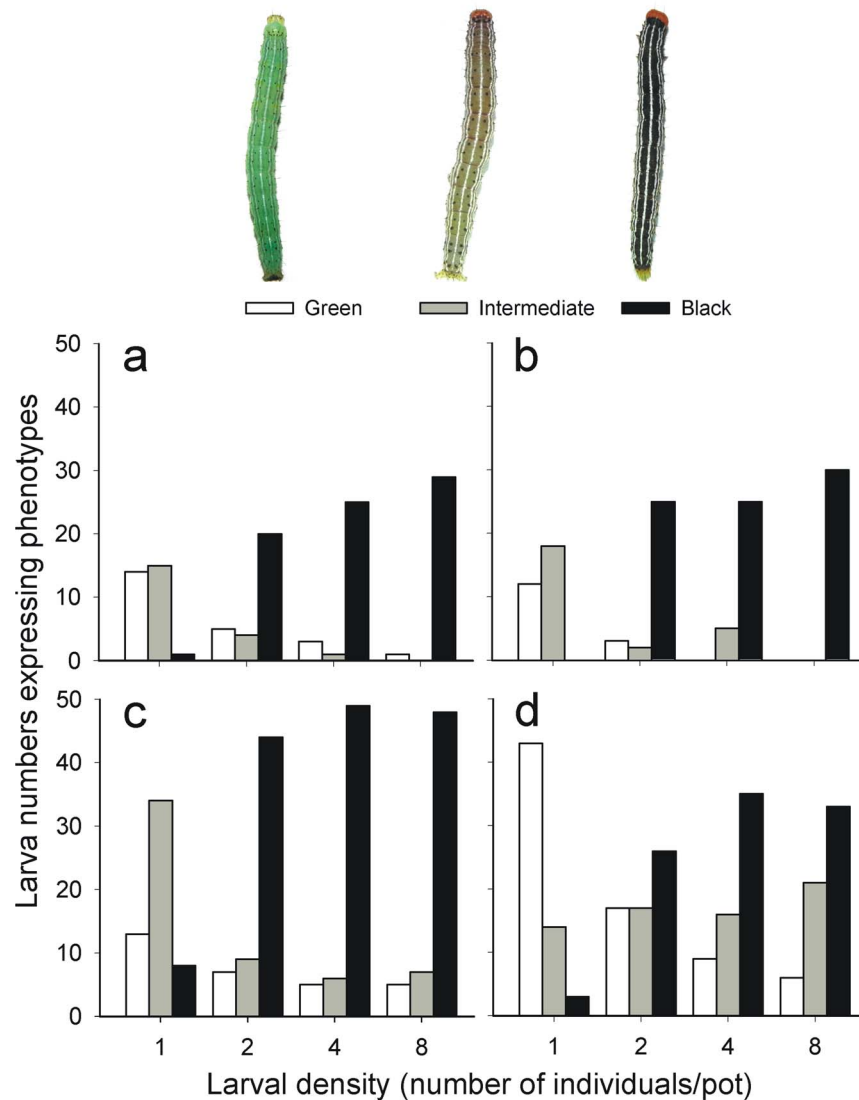 Green Intermediate Black
a b
50
40
30
20
10
0
c d
50
40
30
20
10
0
1 2 4 8 1 2 4 8
Larva numbers expressing phenotypes
Larval density (number of individuals/pot)